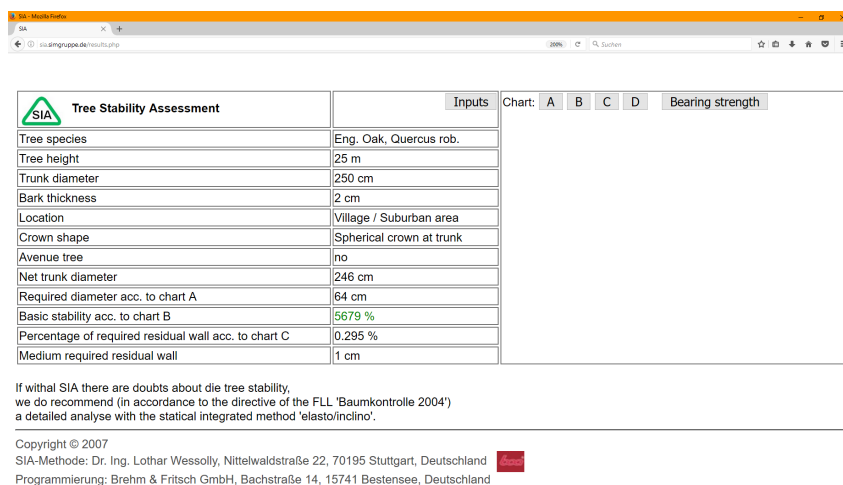 SIA - Mozilla Firefox
SIA × +
sia.simgruppe.de/results.php 200% Suchen
SIA Tree Stability Assessment Inputs Chart: A B C D Bearing strength
Tree species Eng. Oak, Quercus rob.
Tree height 25 m
Trunk diameter 250 cm
Bark thickness 2 cm
Location Village / Suburban area
Crown shape Spherical crown at trunk
Avenue tree no
Net trunk diameter 246 cm
Required diameter acc. to chart A 64 cm
Basic stability acc. to chart B 5679 %
Percentage of required residual wall acc. to chart C 0.295 %
Medium required residual wall 1 cm
If withal SIA there are doubts about die tree stability,
we do recommend (in accordance to the directive of the FLL 'Baumkontrolle 2004')
a detailed analyse with the statical integrated method 'elasto/inclino'.
Copyright © 2007
SIA-Methode: Dr. Ing. Lothar Wessolly, Nittelwaldstraße 22, 70195 Stuttgart, Deutschland
Programmierung: Brehm & Fritsch GmbH, Bachstraße 14, 15741 Bestensee, Deutschland